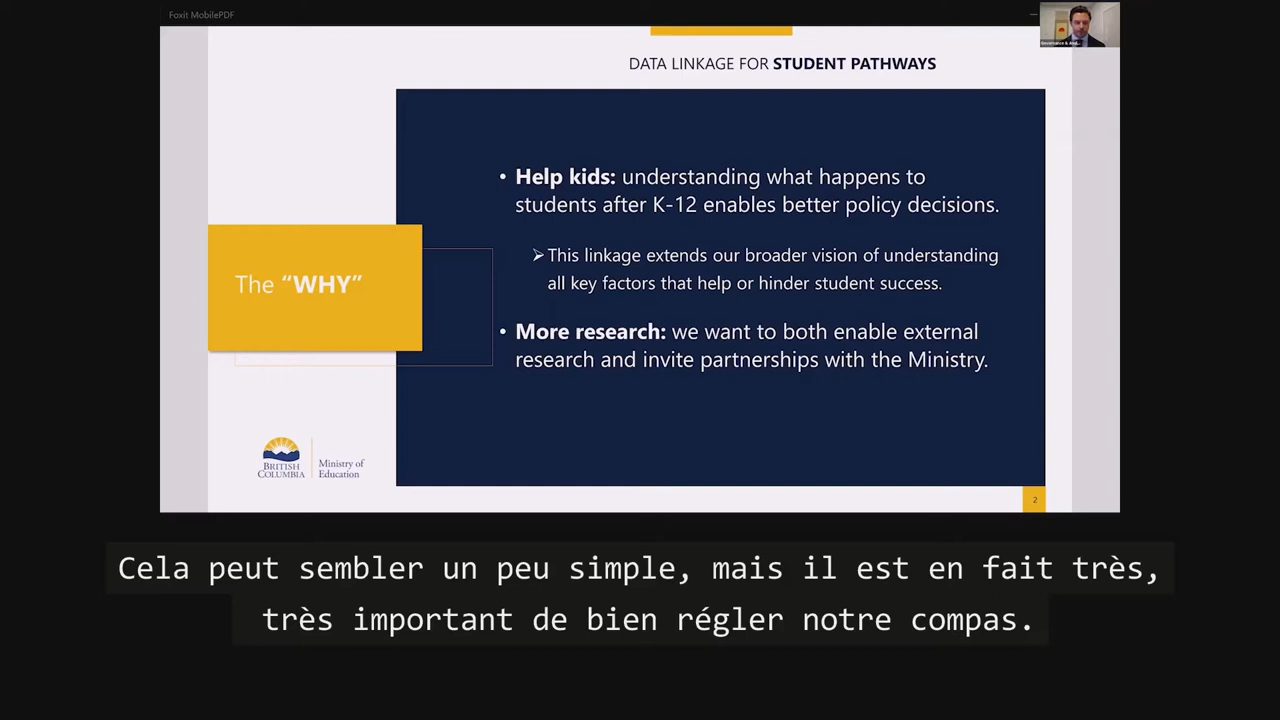 Foxit MobilePDF
DATA LINKAGE FOR STUDENT PATHWAYS
• Help kids: understanding what happens to
students after K-12 enables better policy decisions.
➢ This linkage extends our broader vision of understanding
all key factors that help or hinder student success.
The “WHY”
• More research: we want to both enable external
research and invite partnerships with the Ministry.
BRITISH
COLUMBIA
Ministry of
Education
2
Cela peut sembler un peu simple, mais il est en fait très,
très important de bien régler notre compas.